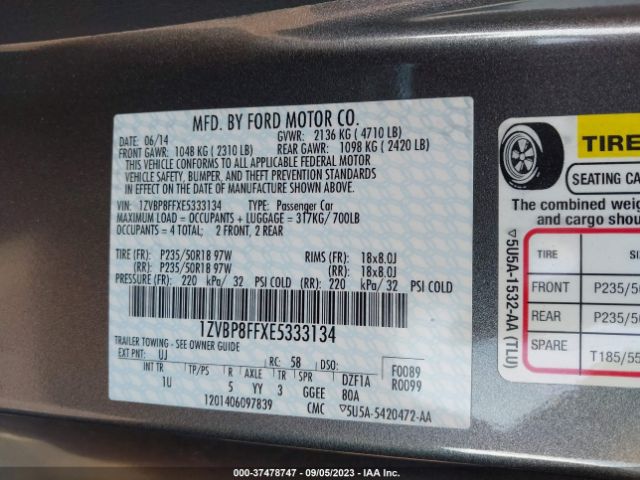 MFD. BY FORD MOTOR CO.
DATE: 06/14 GVWR: 2136 KG (4710 LB)
FRONT GAWR: 1048 KG (2310 LB) REAR GAWR: 1098 KG (2420 LB)
THIS VEHICLE CONFORMS TO ALL APPLICABLE FEDERAL MOTOR
VEHICLE SAFETY, BUMPER, AND THEFT PREVENTION STANDARDS
IN EFFECT ON THE DATE OF MANUFACTURE SHOWN ABOVE.
VIN: 1ZVBP8FFXE5333134 TYPE: Passenger Car
MAXIMUM LOAD = OCCUPANTS + LUGGAGE = 317KG/700LB
OCCUPANTS = 4 TOTAL: 2 FRONT, 2 REAR
TIRE (FR): P235/50R18 97W RIMS (FR): 18x8.0J
(RR): P235/50R18 97W (RR): 18x8.0J
PRESSURE (FR): 220 kPa/32 PSI COLD (RR): 220 kPa/32 PSI COLD
1ZVBP8FFXE5333134
TRAILER TOWING - SEE OWNER GUIDE
EXT PNT: UJ RC: 58 DSO: F0089
INT TR TP/PS R AXLE TR SPR DZF1A R0099
1U 5 YY 3 GGEE BOA
1201406097839 CMC ▽5U5A-5420472-AA
TIRE
SEATING CA
The combined weig
and cargo shou
TIRE SI
FRONT P235/50
REAR P235/50
SPARE T185/55
▽5U5A-1532-AA (TLU)
000-37478747 - 09/05/2023 - IAA Inc.